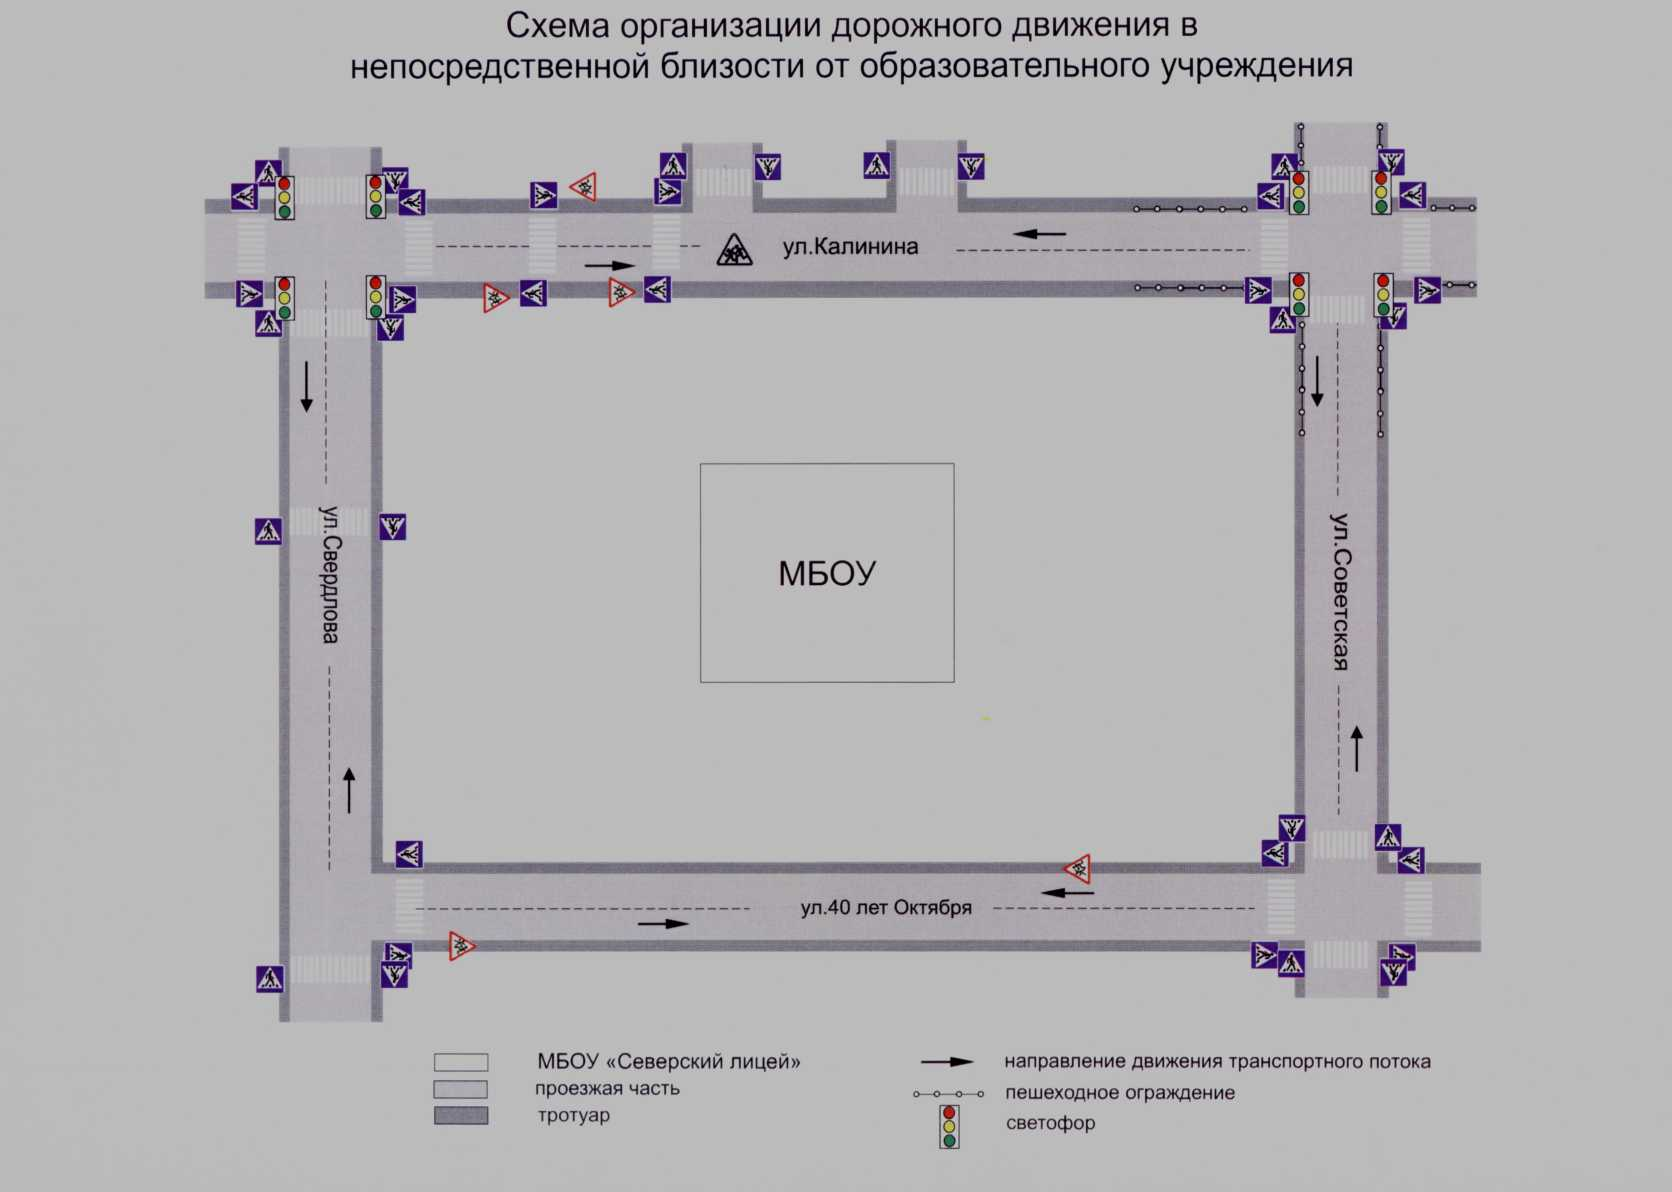 Схема организации дорожного движения в
непосредственной близости от образовательного учреждения
ул.Калинина
ул.Свердлова
МБОУ
ул.Советская
ул.40 лет Октября
МБОУ «Северский лицей»
проезжая часть
тротуар
направление движения транспортного потока
пешеходное ограждение
светофор